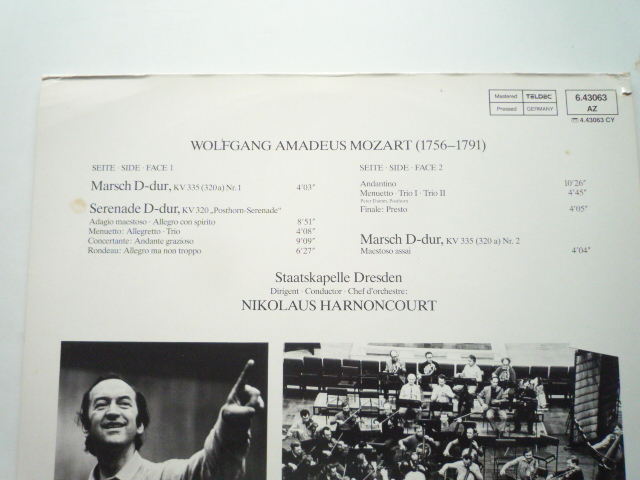 Mastered TELDEC
Pressed GERMANY
6.43063
AZ
4.43063 CY
WOLFGANG AMADEUS MOZART (1756–1791)
SEITE · SIDE · FACE 1
Marsch D-dur, KV 335 (320 a) Nr. 1 4'03"
Serenade D-dur, KV 320 „Posthorn-Serenade"
Adagio maestoso · Allegro con spirito 8'51"
Menuetto: Allegretto · Trio 4'08"
Concertante: Andante grazioso 9'09"
Rondeau: Allegro ma non troppo 6'27"
SEITE · SIDE · FACE 2
Andantino 10'26"
Menuetto · Trio I · Trio II 4'45"
Peter Damm, Posthorn
Finale: Presto 4'05"
Marsch D-dur, KV 335 (320 a) Nr. 2
Maestoso assai 4'04"
Staatskapelle Dresden
Dirigent · Conductor · Chef d'orchestre:
NIKOLAUS HARNONCOURT